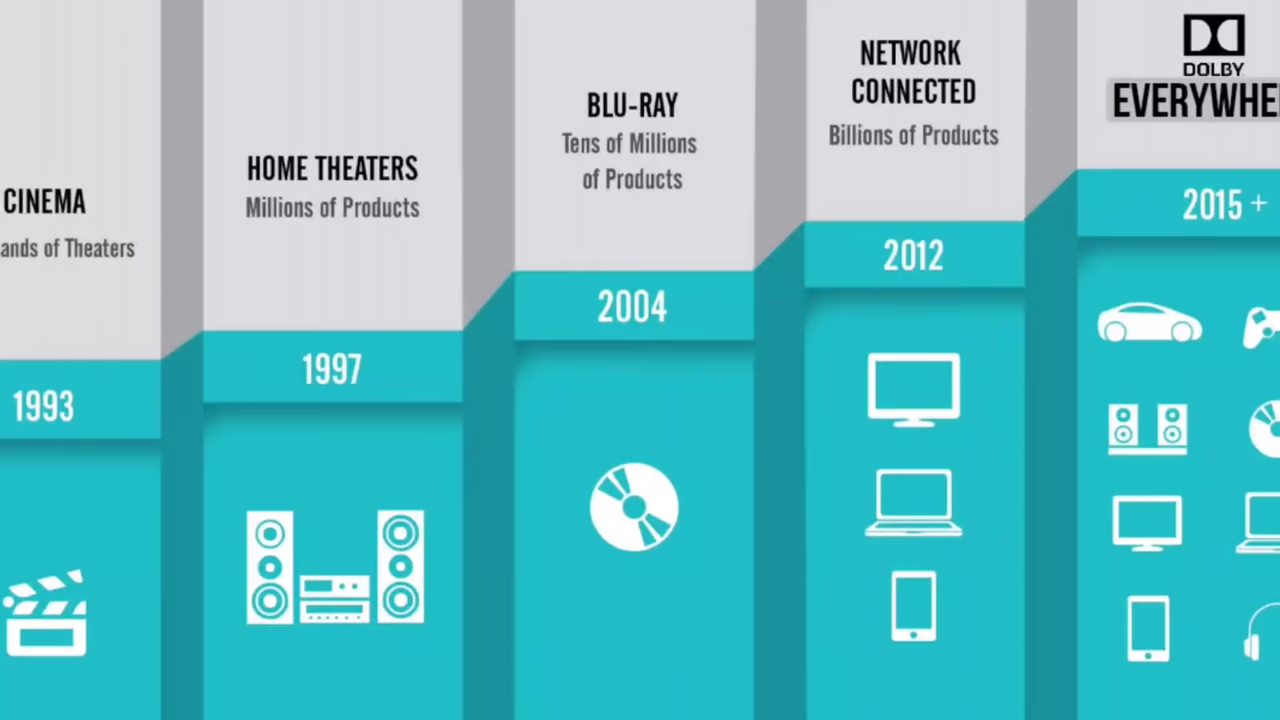 CINEMA
ands of Theaters
1993
HOME THEATERS
Millions of Products
1997
BLU-RAY
Tens of Millions
of Products
2004
NETWORK
CONNECTED
Billions of Products
2012
DOLBY
EVERYWHE
2015 +